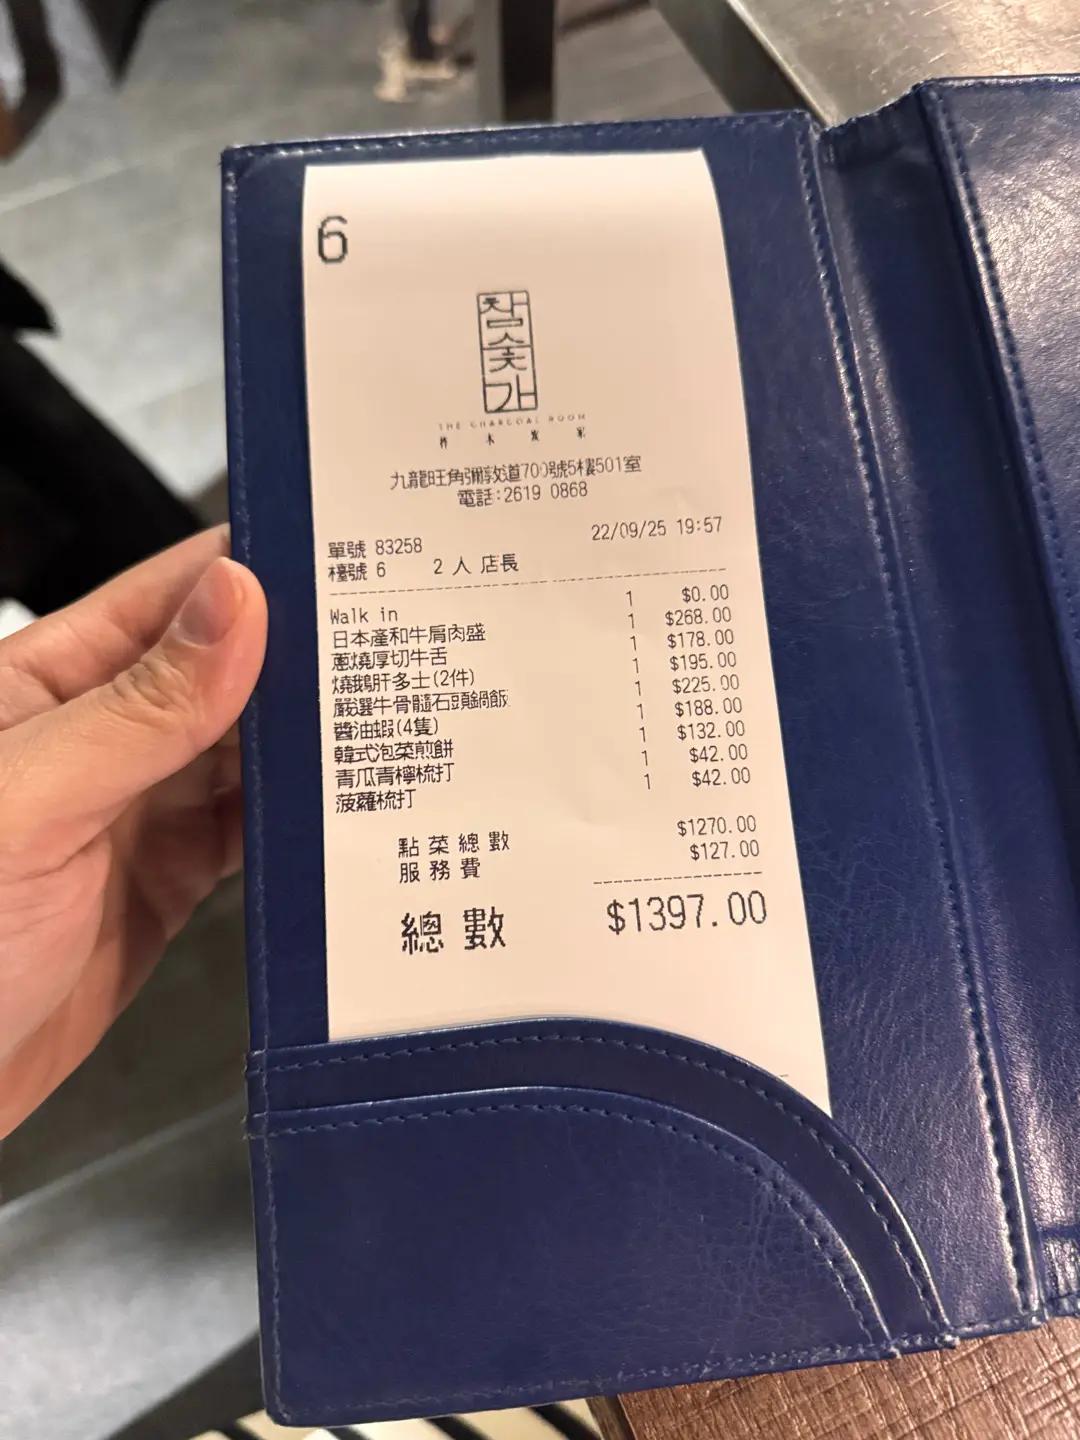 6
참숯가
THE CHARCOAL ROOM
柞木炭家
九龍旺角彌敦道700號5樓501室
電話:2619 0868
單號 83258 22/09/25 19:57
檯號 6 2 人 店長
Walk in 1 $0.00
日本產和牛肩肉盛 1 $268.00
蔥燒厚切牛舌 1 $178.00
燒鵝肝多士(2件) 1 $195.00
嚴選牛骨髓石頭鍋飯 1 $225.00
醬油蝦(4隻) 1 $188.00
韓式泡菜煎餅 1 $132.00
青瓜青檸梳打 1 $42.00
菠蘿梳打 1 $42.00
點菜總數 $1270.00
服務費 $127.00
總數 $1397.00